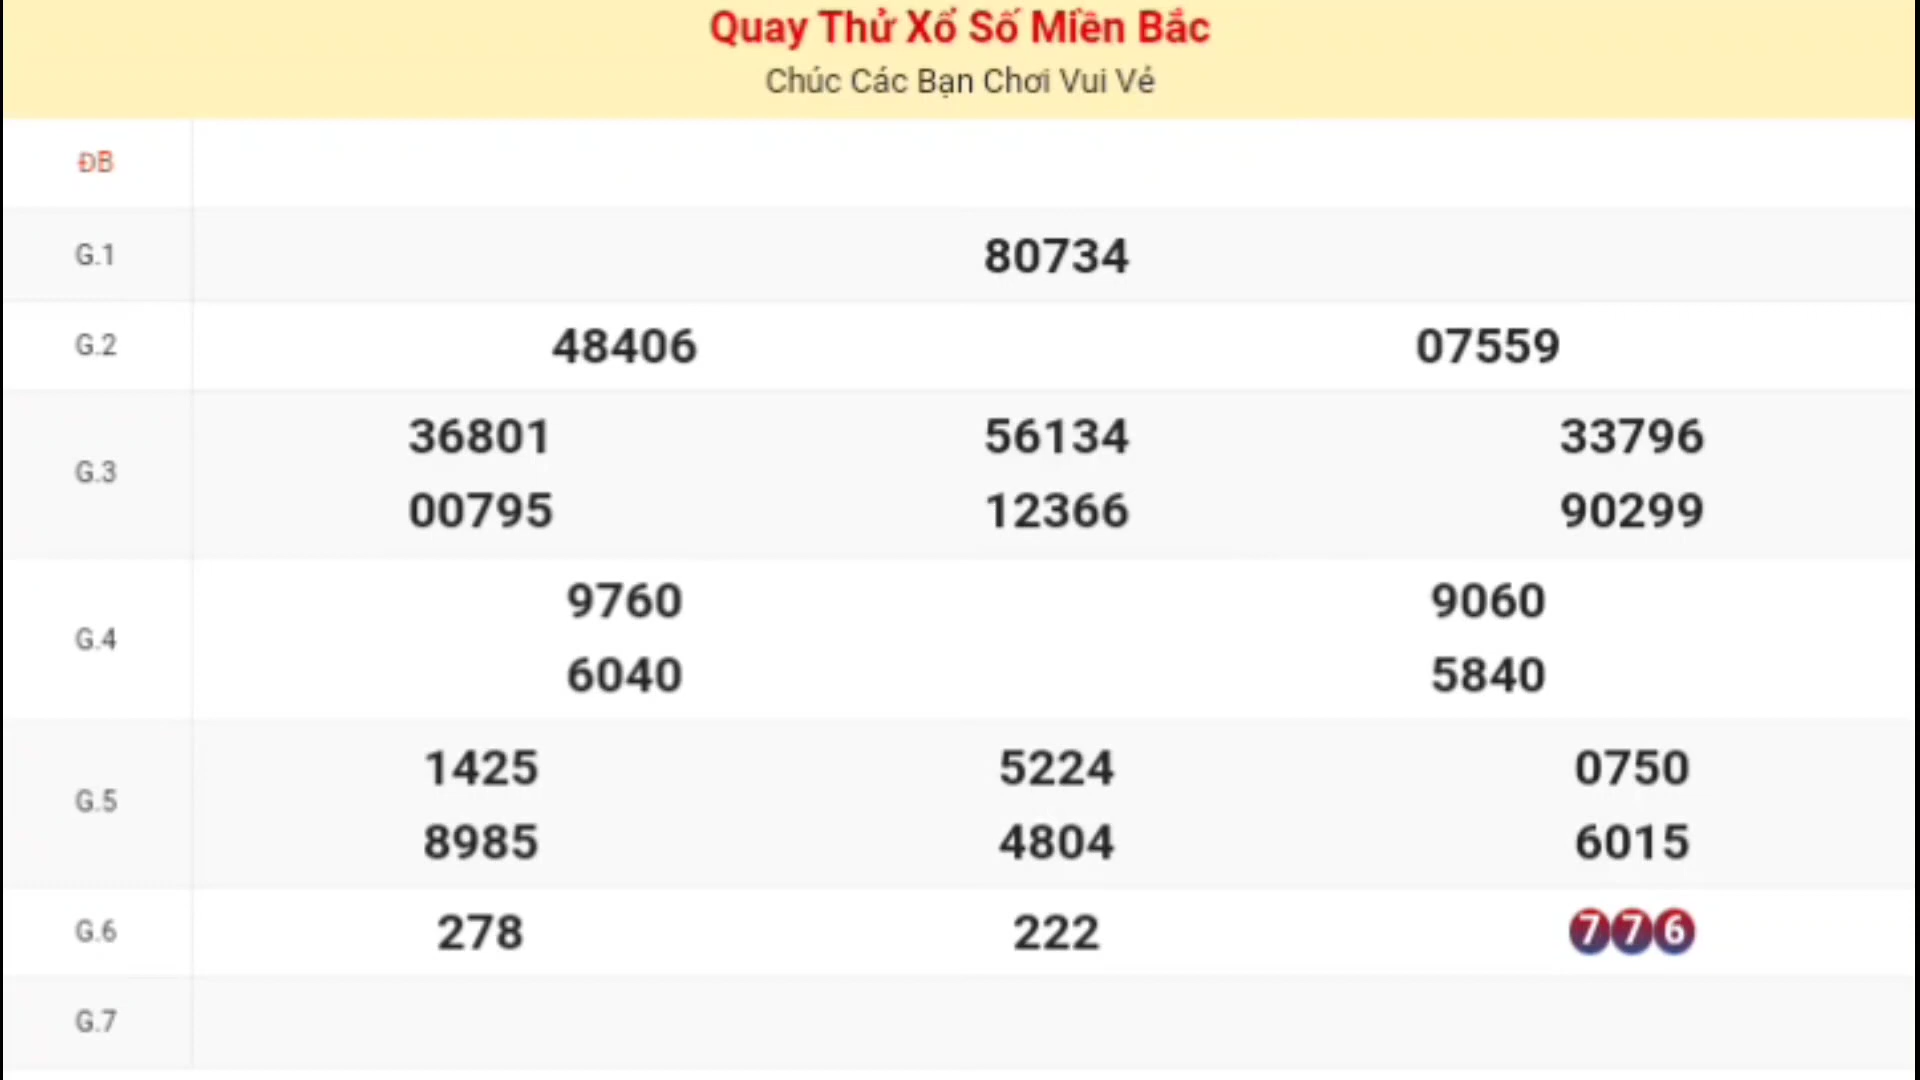 Quay Thử Xổ Số Miền Bắc
Chúc Các Bạn Chơi Vui Vẻ
ĐB
G.1 80734
G.2 48406 07559
G.3 36801 56134 33796
00795 12366 90299
G.4 9760 9060
6040 5840
G.5 1425 5224 0750
8985 4804 6015
G.6 278 222 776
G.7